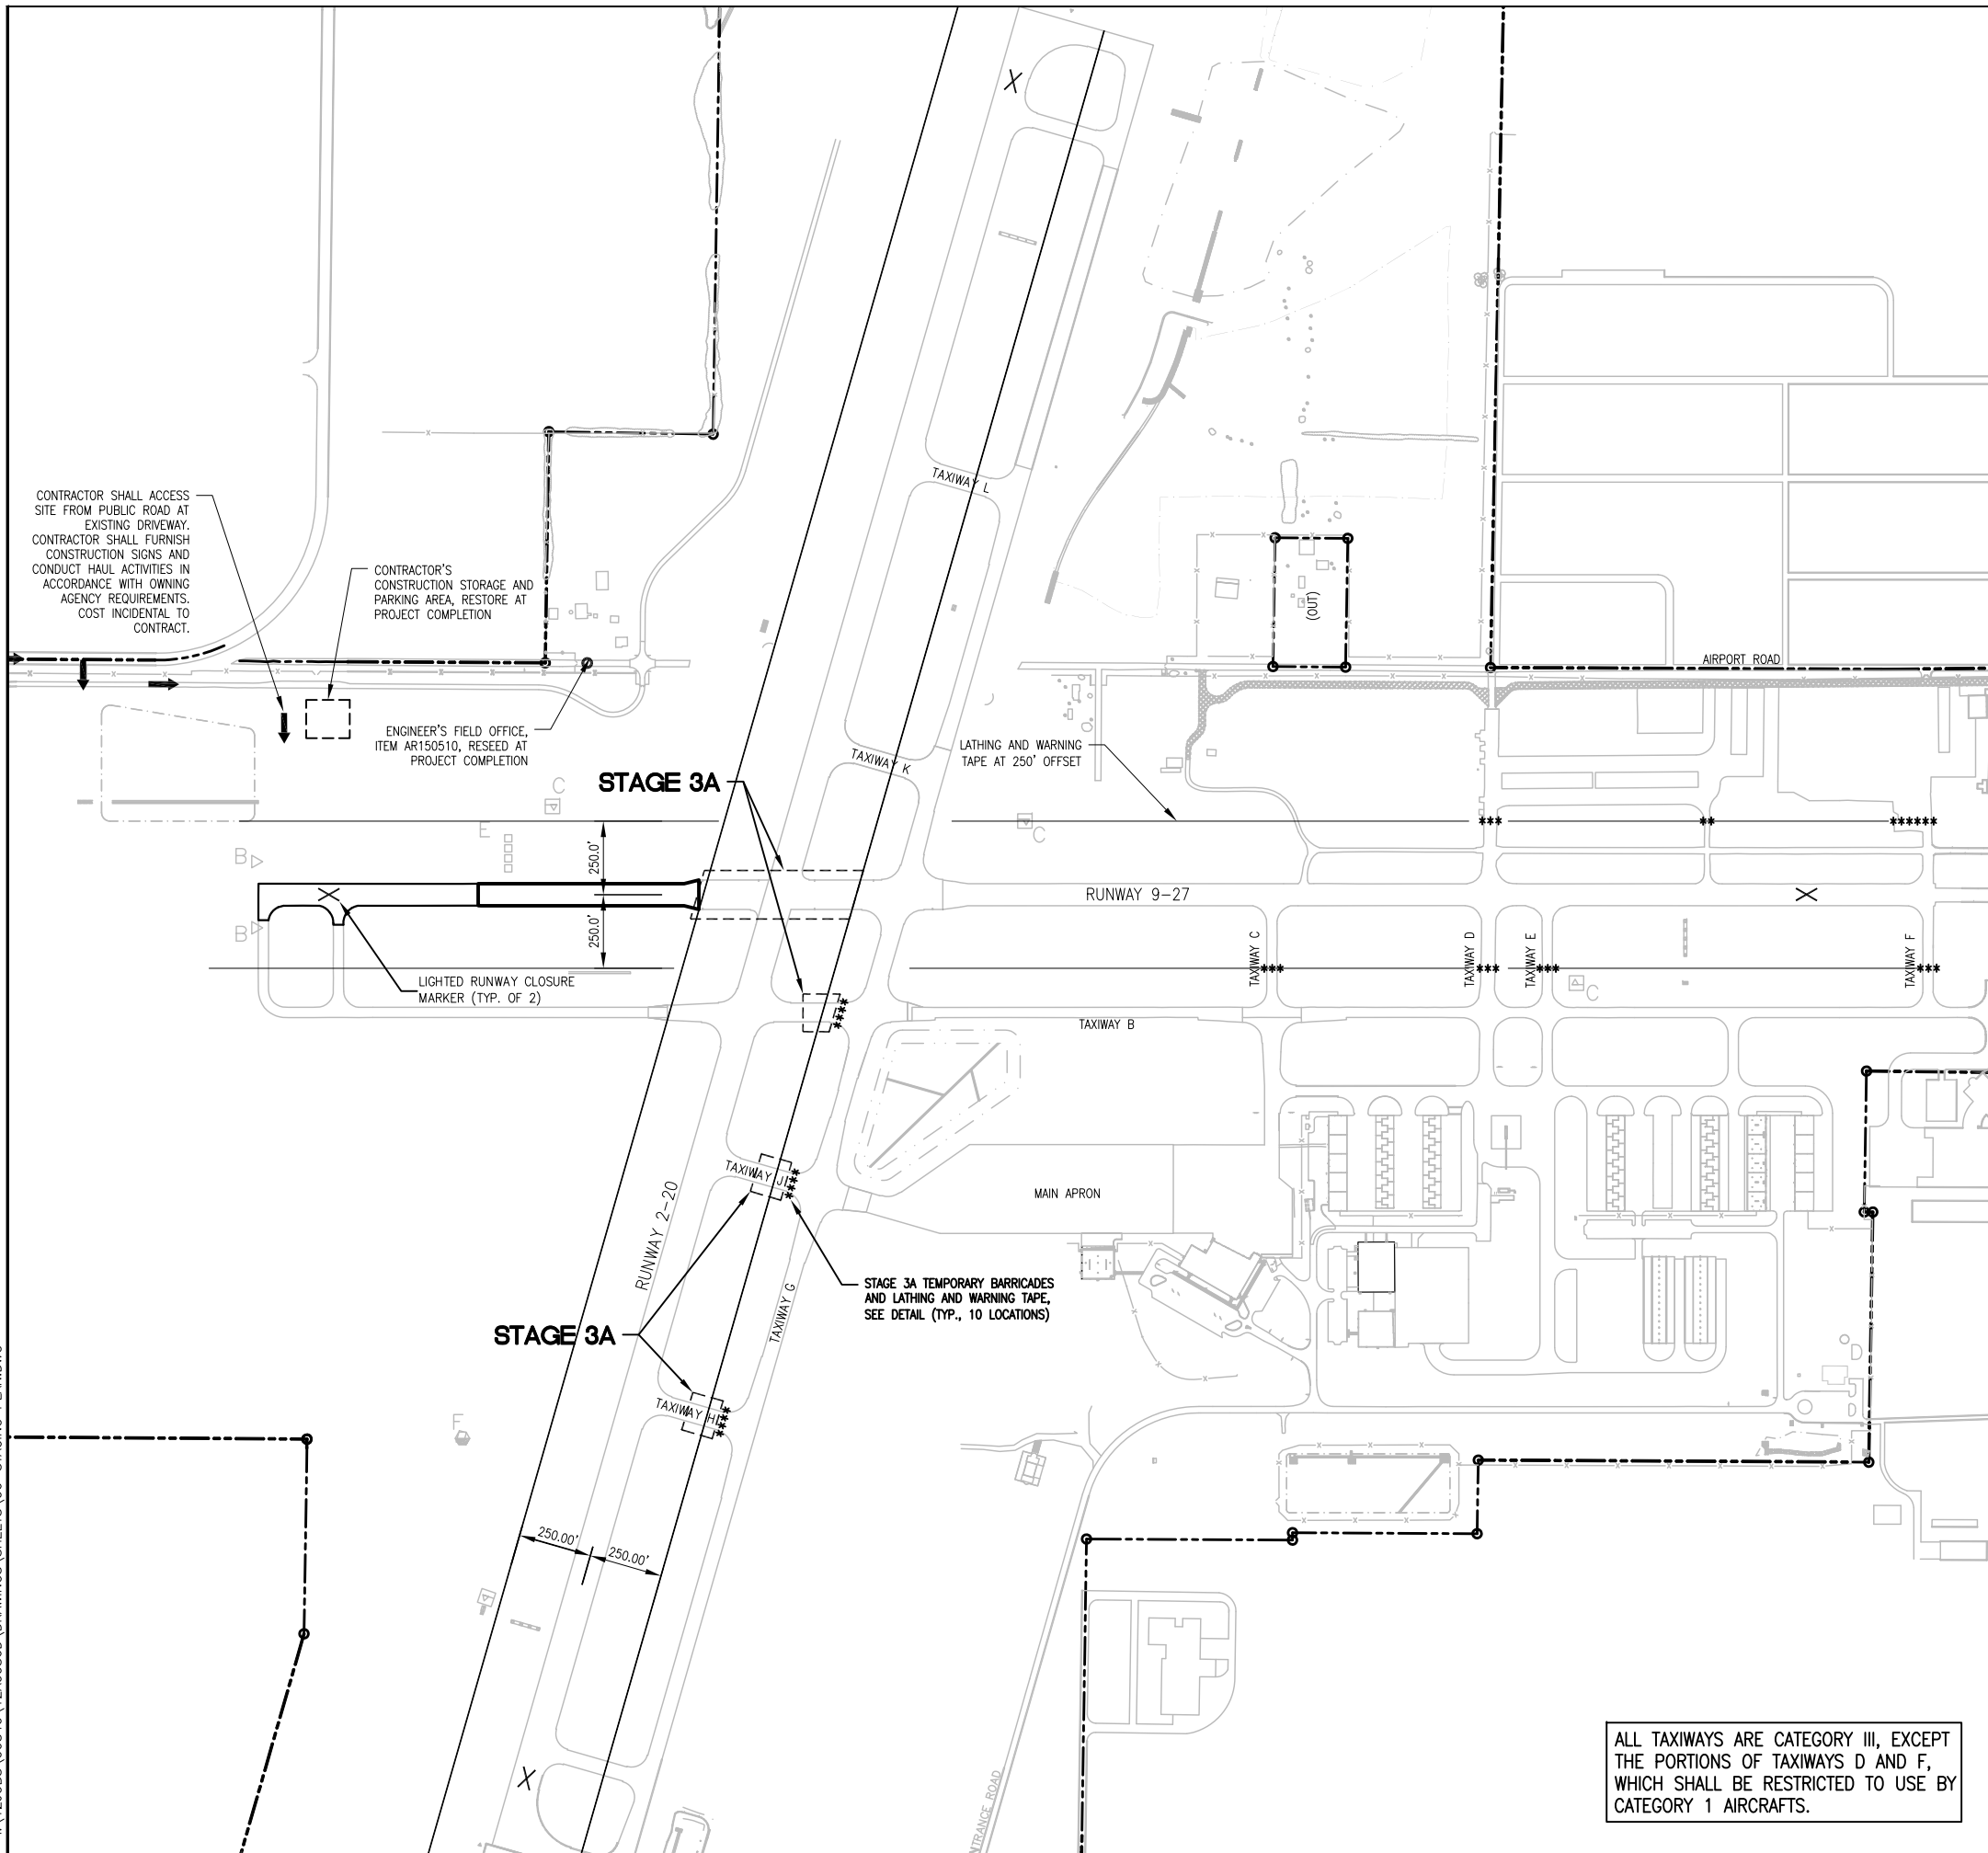 TAXIWAY L
CONTRACTOR SHALL ACCESS
SITE FROM PUBLIC ROAD AT
EXISTING DRIVEWAY.
CONTRACTOR SHALL FURNISH
CONSTRUCTION SIGNS AND
CONDUCT HAUL ACTIVITIES IN
ACCORDANCE WITH OWNING
AGENCY REQUIREMENTS.
COST INCIDENTAL TO
CONTRACT.
CONTRACTOR'S
CONSTRUCTION STORAGE AND
PARKING AREA, RESTORE AT
PROJECT COMPLETION
(OUT)
AIRPORT ROAD
ENGINEER'S FIELD OFFICE,
ITEM AR150510, RESEED AT
PROJECT COMPLETION
LATHING AND WARNING
TAPE AT 250' OFFSET
TAXIWAY K
STAGE 3A
C
E
C
B
B
250.0'
250.0'
RUNWAY 9-27
TAXIWAY C
TAXIWAY D
TAXIWAY E
TAXIWAY F
C
LIGHTED RUNWAY CLOSURE
MARKER (TYP. OF 2)
TAXIWAY B
TAXIWAY J
MAIN APRON
RUNWAY 2-20
TAXIWAY G
STAGE 3A TEMPORARY BARRICADES
AND LATHING AND WARNING TAPE,
SEE DETAIL (TYP., 10 LOCATIONS)
STAGE 3A
D
TAXIWAY H
F
250.00'
250.00'
ALL TAXIWAYS ARE CATEGORY III, EXCEPT
THE PORTIONS OF TAXIWAYS D AND F,
WHICH SHALL BE RESTRICTED TO USE BY
CATEGORY 1 AIRCRAFTS.
ROAD